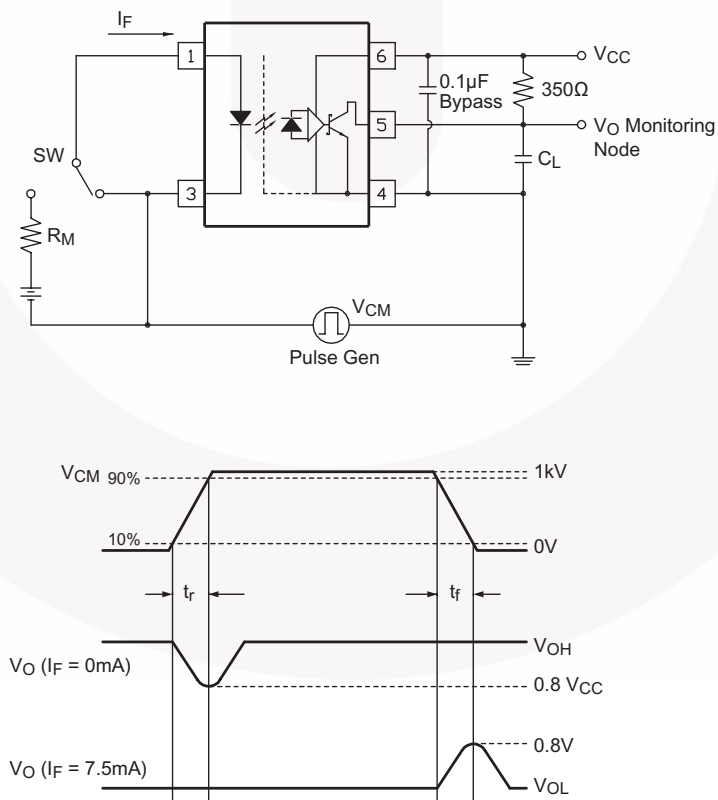 IF
1
6
VCC
0.1µF
Bypass
350Ω
5
VO Monitoring
Node
SW
CL
3
4
RM
VCM
Pulse Gen
VCM 90%
1kV
10%
0V
tr
tf
VOH
VO (IF = 0mA)
0.8 VCC
0.8V
VO (IF = 7.5mA)
VOL